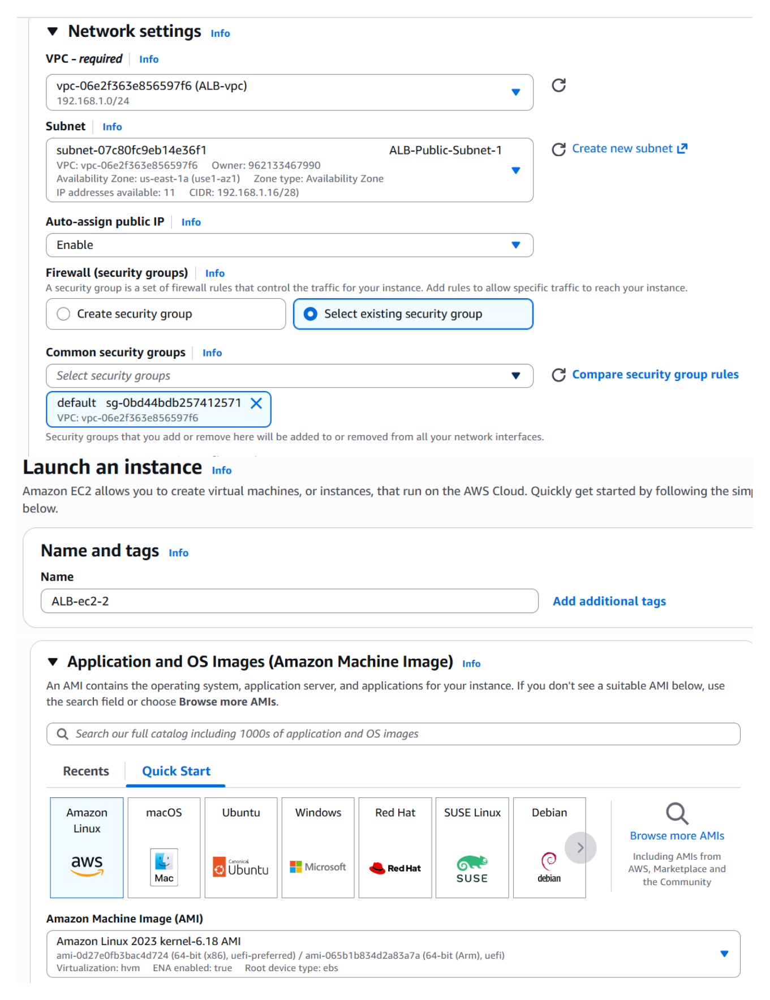 Network settings Info
VPC - required Info
vpc-06e2f363e856597f6 (ALB-vpc)
192.168.1.0/24
Subnet Info
subnet-07c80fc9eb14e36f1 ALB-Public-Subnet-1
VPC: vpc-06e2f363e856597f6 Owner: 962133467990
Availability Zone: us-east-1a (use1-az1) Zone type: Availability Zone
IP addresses available: 11 CIDR: 192.168.1.16/28)
Create new subnet
Auto-assign public IP Info
Enable
Firewall (security groups) Info
A security group is a set of firewall rules that control the traffic for your instance. Add rules to allow specific traffic to reach your instance.
Create security group Select existing security group
Common security groups Info
Select security groups
Compare security group rules
default sg-0bd44bdb257412571
VPC: vpc-06e2f363e856597f6
Security groups that you add or remove here will be added to or removed from all your network interfaces.
Launch an instance Info
Amazon EC2 allows you to create virtual machines, or instances, that run on the AWS Cloud. Quickly get started by following the sim
below.
Name and tags Info
Name
ALB-ec2-2
Add additional tags
Application and OS Images (Amazon Machine Image) Info
An AMI contains the operating system, application server, and applications for your instance. If you don't see a suitable AMI below, use
the search field or choose Browse more AMIs.
Search our full catalog including 1000s of application and OS images
Recents Quick Start
Amazon
Linux
aws
macOS
Mac
Ubuntu
Canonical
Ubuntu
Windows
Microsoft
Red Hat
Red Hat
SUSE Linux
SUSE
Debian
debian
Browse more AMIs
Including AMIs from
AWS, Marketplace and
the Community
Amazon Machine Image (AMI)
Amazon Linux 2023 kernel-6.18 AMI
ami-0d27e0fb3bac4d724 (64-bit (x86), uefi-preferred) / ami-065b1b834d2a83a7a (64-bit (Arm), uefi)
Virtualization: hvm ENA enabled: true Root device type: ebs